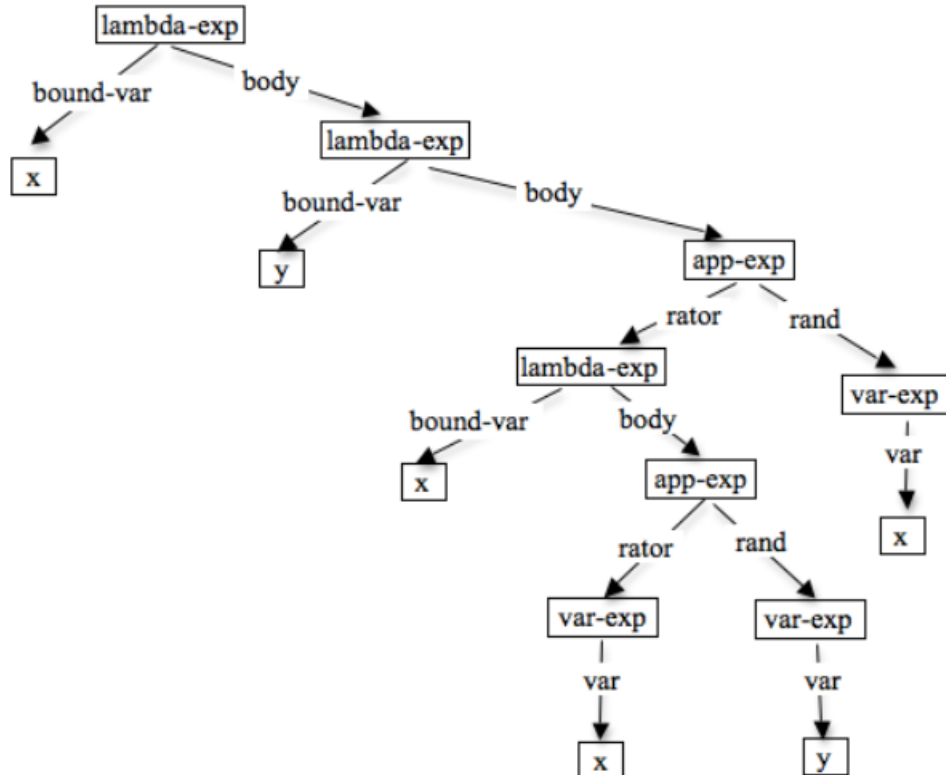 lambda-exp
bound-var body
lambda-exp
x
bound-var body
y
app-exp
rator rand
lambda-exp
var-exp
bound-var body
var
x
app-exp
x
rator rand
var-exp var-exp
var var
x y